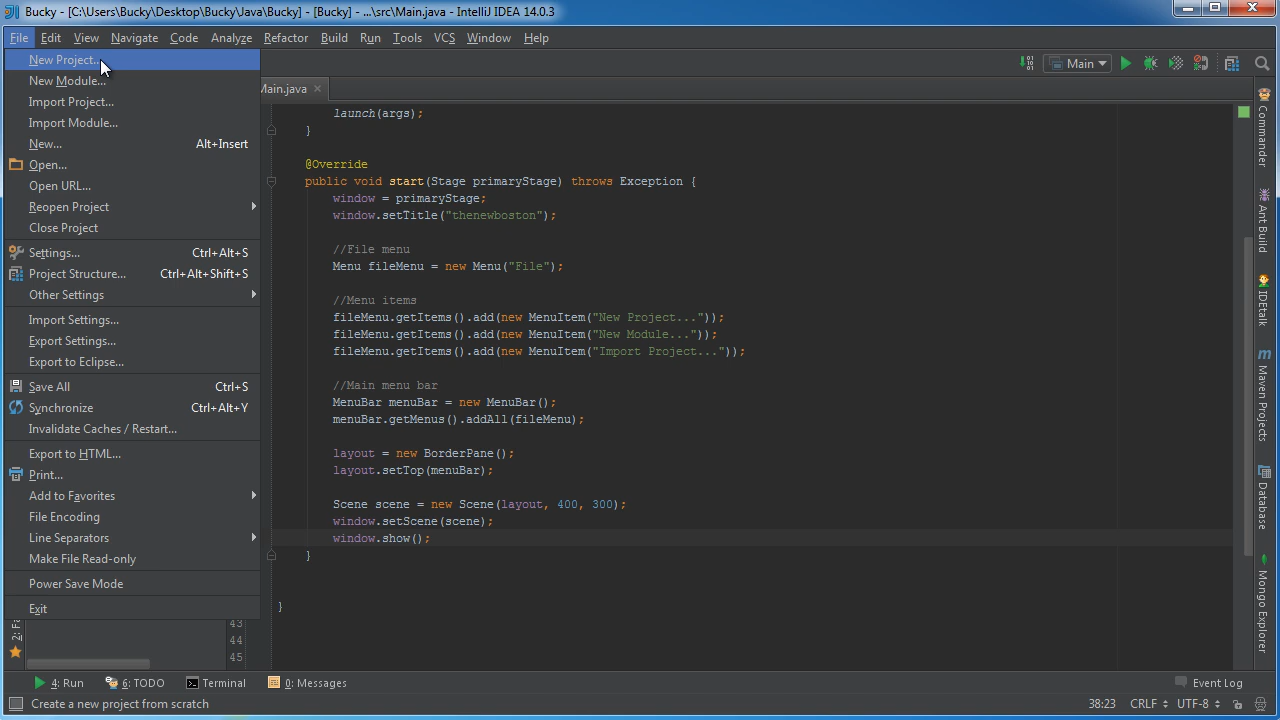 Bucky - [C:\Users\Bucky\Desktop\Bucky\Java\Bucky] - [Bucky] - ...\src\Main.java - IntelliJ IDEA 14.0.3
File Edit View Navigate Code Analyze Refactor Build Run Tools VCS Window Help
New Project...
New Module...
Import Project...
Import Module...
New... Alt+Insert
Open...
Open URL...
Reopen Project
Close Project
Settings... Ctrl+Alt+S
Project Structure... Ctrl+Alt+Shift+S
Other Settings
Import Settings...
Export Settings...
Export to Eclipse...
Save All Ctrl+S
Synchronize Ctrl+Alt+Y
Invalidate Caches / Restart...
Export to HTML...
Print...
Add to Favorites
File Encoding
Line Separators
Make File Read-only
Power Save Mode
Exit
Main
Main.java
launch(args);
}
@Override
public void start(Stage primaryStage) throws Exception {
window = primaryStage;
window.setTitle("thenewboston");
//File menu
Menu fileMenu = new Menu("File");
//Menu items
fileMenu.getItems().add(new MenuItem("New Project..."));
fileMenu.getItems().add(new MenuItem("New Module..."));
fileMenu.getItems().add(new MenuItem("Import Project..."));
//Main menu bar
MenuBar menuBar = new MenuBar();
menuBar.getMenus().addAll(fileMenu);
layout = new BorderPane();
layout.setTop(menuBar);
Scene scene = new Scene(layout, 400, 300);
window.setScene(scene);
window.show();
}
}
43
44
45
Commander
Ant Build
IDEtalk
Maven Projects
Database
Mongo Explorer
4: Run 6: TODO Terminal 0: Messages Event Log
Create a new project from scratch 38:23 CRLF UTF-8